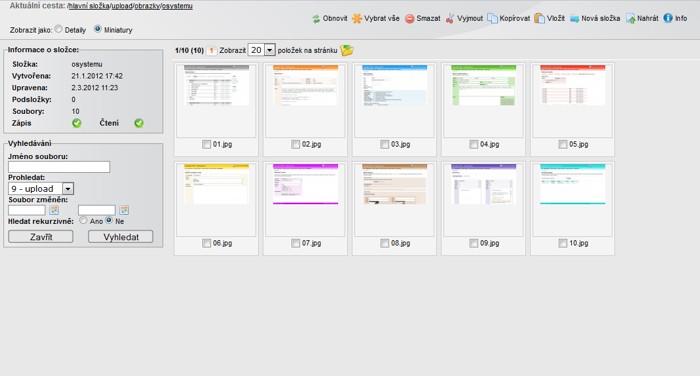 Aktuální cesta: /hlavní složka/upload/obrazky/osystemu
Obnovit Vybrat vše Smazat Vyjmout Kopírovat Vložit Nová složka Nahrát Info
Zobrazit jako: Detaily Miniatury
Informace o složce:
Složka: osystemu
Vytvořena: 21.1.2012 17:42
Upravena: 2.3.2012 11:23
Podsložky: 0
Soubory: 10
Zápis Čtení
Vyhledávání
Jméno souboru:
Prohledat:
9 - upload
Soubor změněn:
Hledat rekurzivně: Ano Ne
Zavřít Vyhledat
1/10 (10) 1 Zobrazit 20 položek na stránku
01.jpg 02.jpg 03.jpg 04.jpg 05.jpg
06.jpg 07.jpg 08.jpg 09.jpg 10.jpg